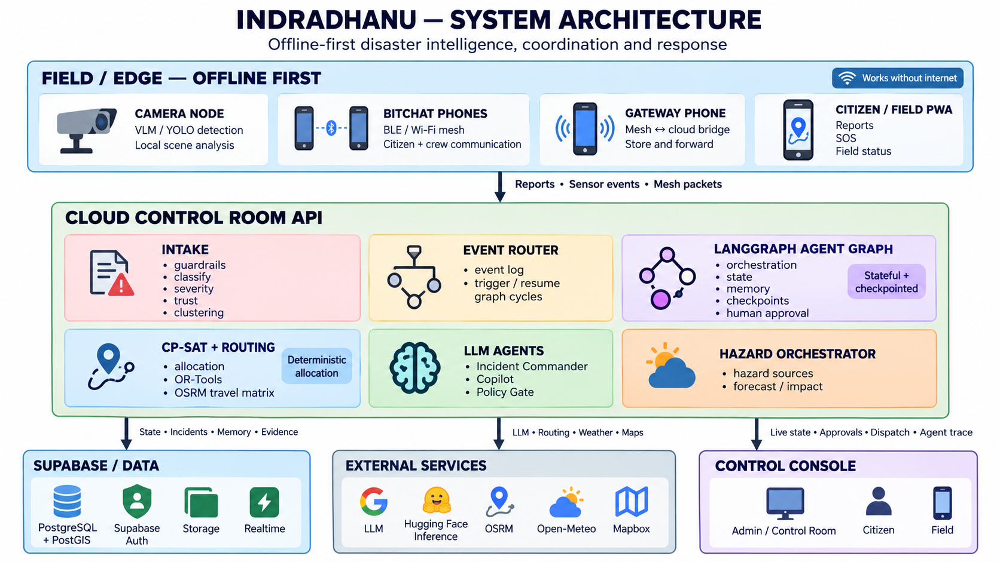 INDRADHANU — SYSTEM ARCHITECTURE
Offline-first disaster intelligence, coordination and response
FIELD / EDGE — OFFLINE FIRST
Works without internet
CAMERA NODE
VLM / YOLO detection
Local scene analysis
BITCHAT PHONES
BLE / Wi-Fi mesh
Citizen + crew communication
GATEWAY PHONE
Mesh ↔ cloud bridge
Store and forward
CITIZEN / FIELD PWA
Reports
SOS
Field status
Reports • Sensor events • Mesh packets
CLOUD CONTROL ROOM API
INTAKE
• guardrails
• classify
• severity
• trust
• clustering
EVENT ROUTER
• event log
• trigger / resume
graph cycles
LANGGRAPH AGENT GRAPH
• orchestration
• state
• memory
• checkpoints
• human approval
Stateful +
checkpointed
CP-SAT + ROUTING
• allocation
• OR-Tools
• OSRM travel matrix
Deterministic
allocation
LLM AGENTS
• Incident Commander
• Copilot
• Policy Gate
HAZARD ORCHESTRATOR
• hazard sources
• forecast / impact
State • Incidents • Memory • Evidence
LLM • Routing • Weather • Maps
Live state • Approvals • Dispatch • Agent trace
SUPABASE / DATA
PostgreSQL
+ PostGIS
Supabase
Auth
Storage
Realtime
EXTERNAL SERVICES
LLM
Hugging Face
Inference
OSRM
Open-Meteo
Mapbox
CONTROL CONSOLE
Admin / Control Room
Citizen
Field